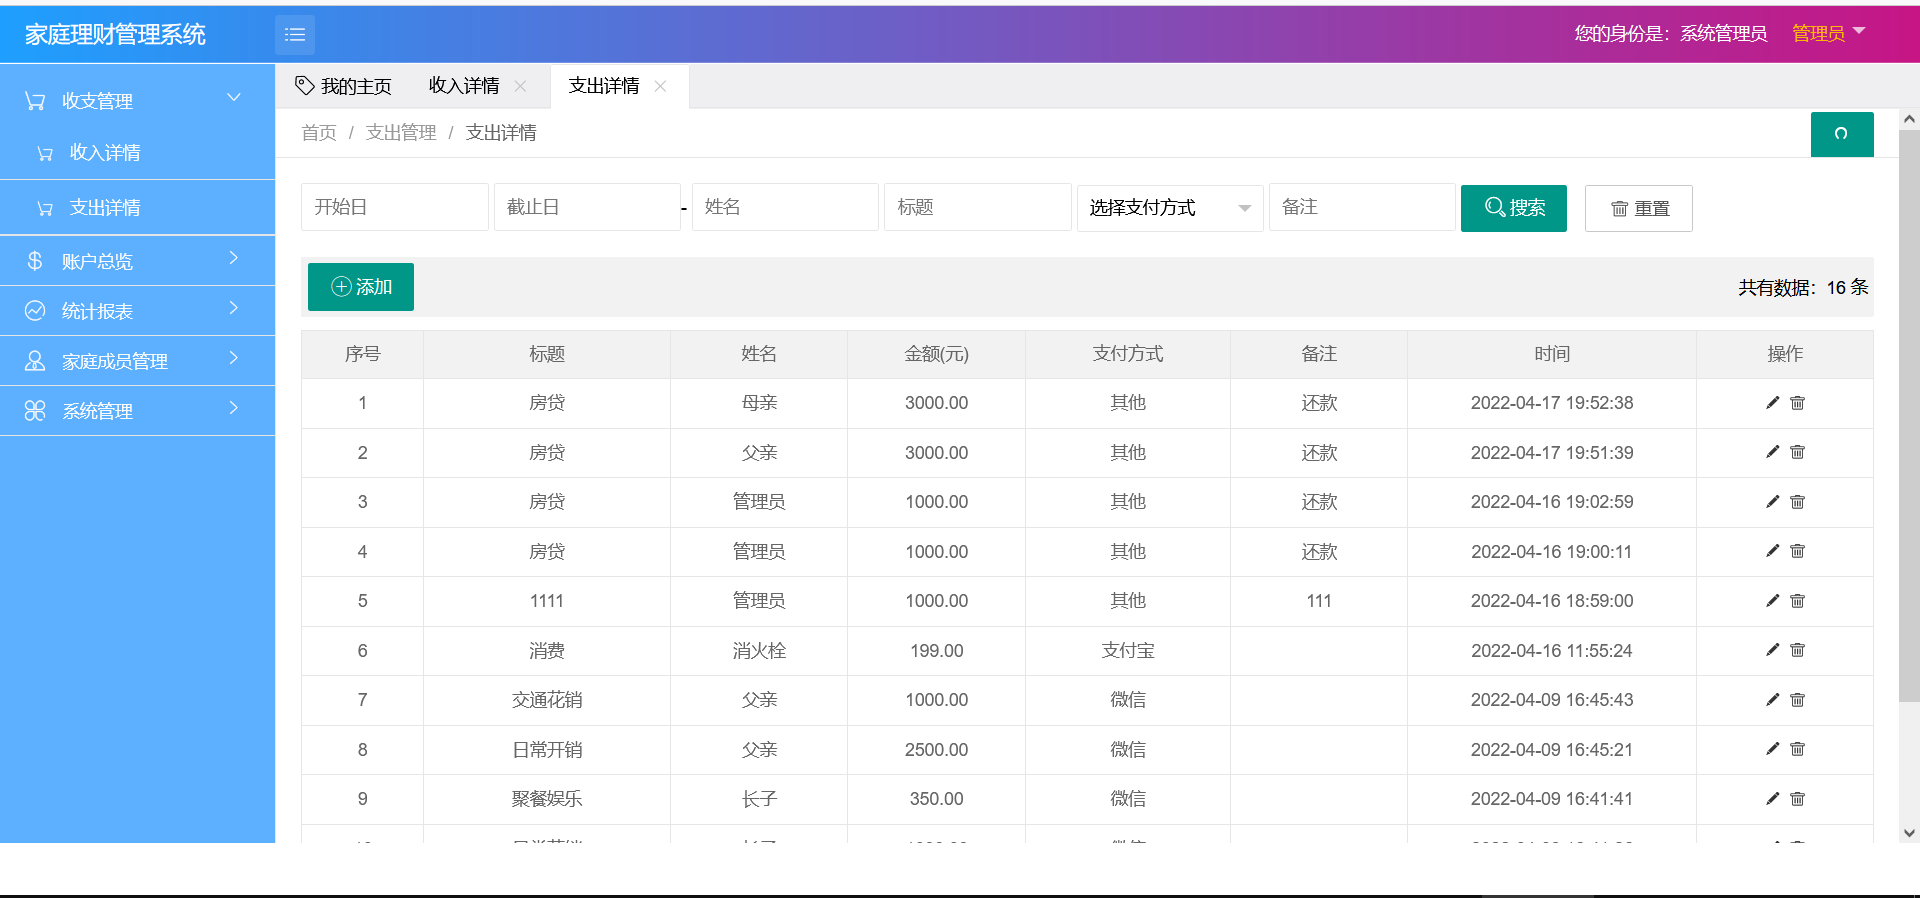 家庭理财管理系统
您的身份是：系统管理员 管理员
收支管理
收入详情
支出详情
账户总览
统计报表
家庭成员管理
系统管理
我的主页 收入详情 支出详情
首页 / 支出管理 / 支出详情
开始日 截止日 - 姓名 标题 选择支付方式 备注 搜索 重置
添加 共有数据：16 条
序号 标题 姓名 金额(元) 支付方式 备注 时间 操作
1 房贷 母亲 3000.00 其他 还款 2022-04-17 19:52:38
2 房贷 父亲 3000.00 其他 还款 2022-04-17 19:51:39
3 房贷 管理员 1000.00 其他 还款 2022-04-16 19:02:59
4 房贷 管理员 1000.00 其他 还款 2022-04-16 19:00:11
5 1111 管理员 1000.00 其他 111 2022-04-16 18:59:00
6 消费 消火栓 199.00 支付宝 2022-04-16 11:55:24
7 交通花销 父亲 1000.00 微信 2022-04-09 16:45:43
8 日常开销 父亲 2500.00 微信 2022-04-09 16:45:21
9 聚餐娱乐 长子 350.00 微信 2022-04-09 16:41:41